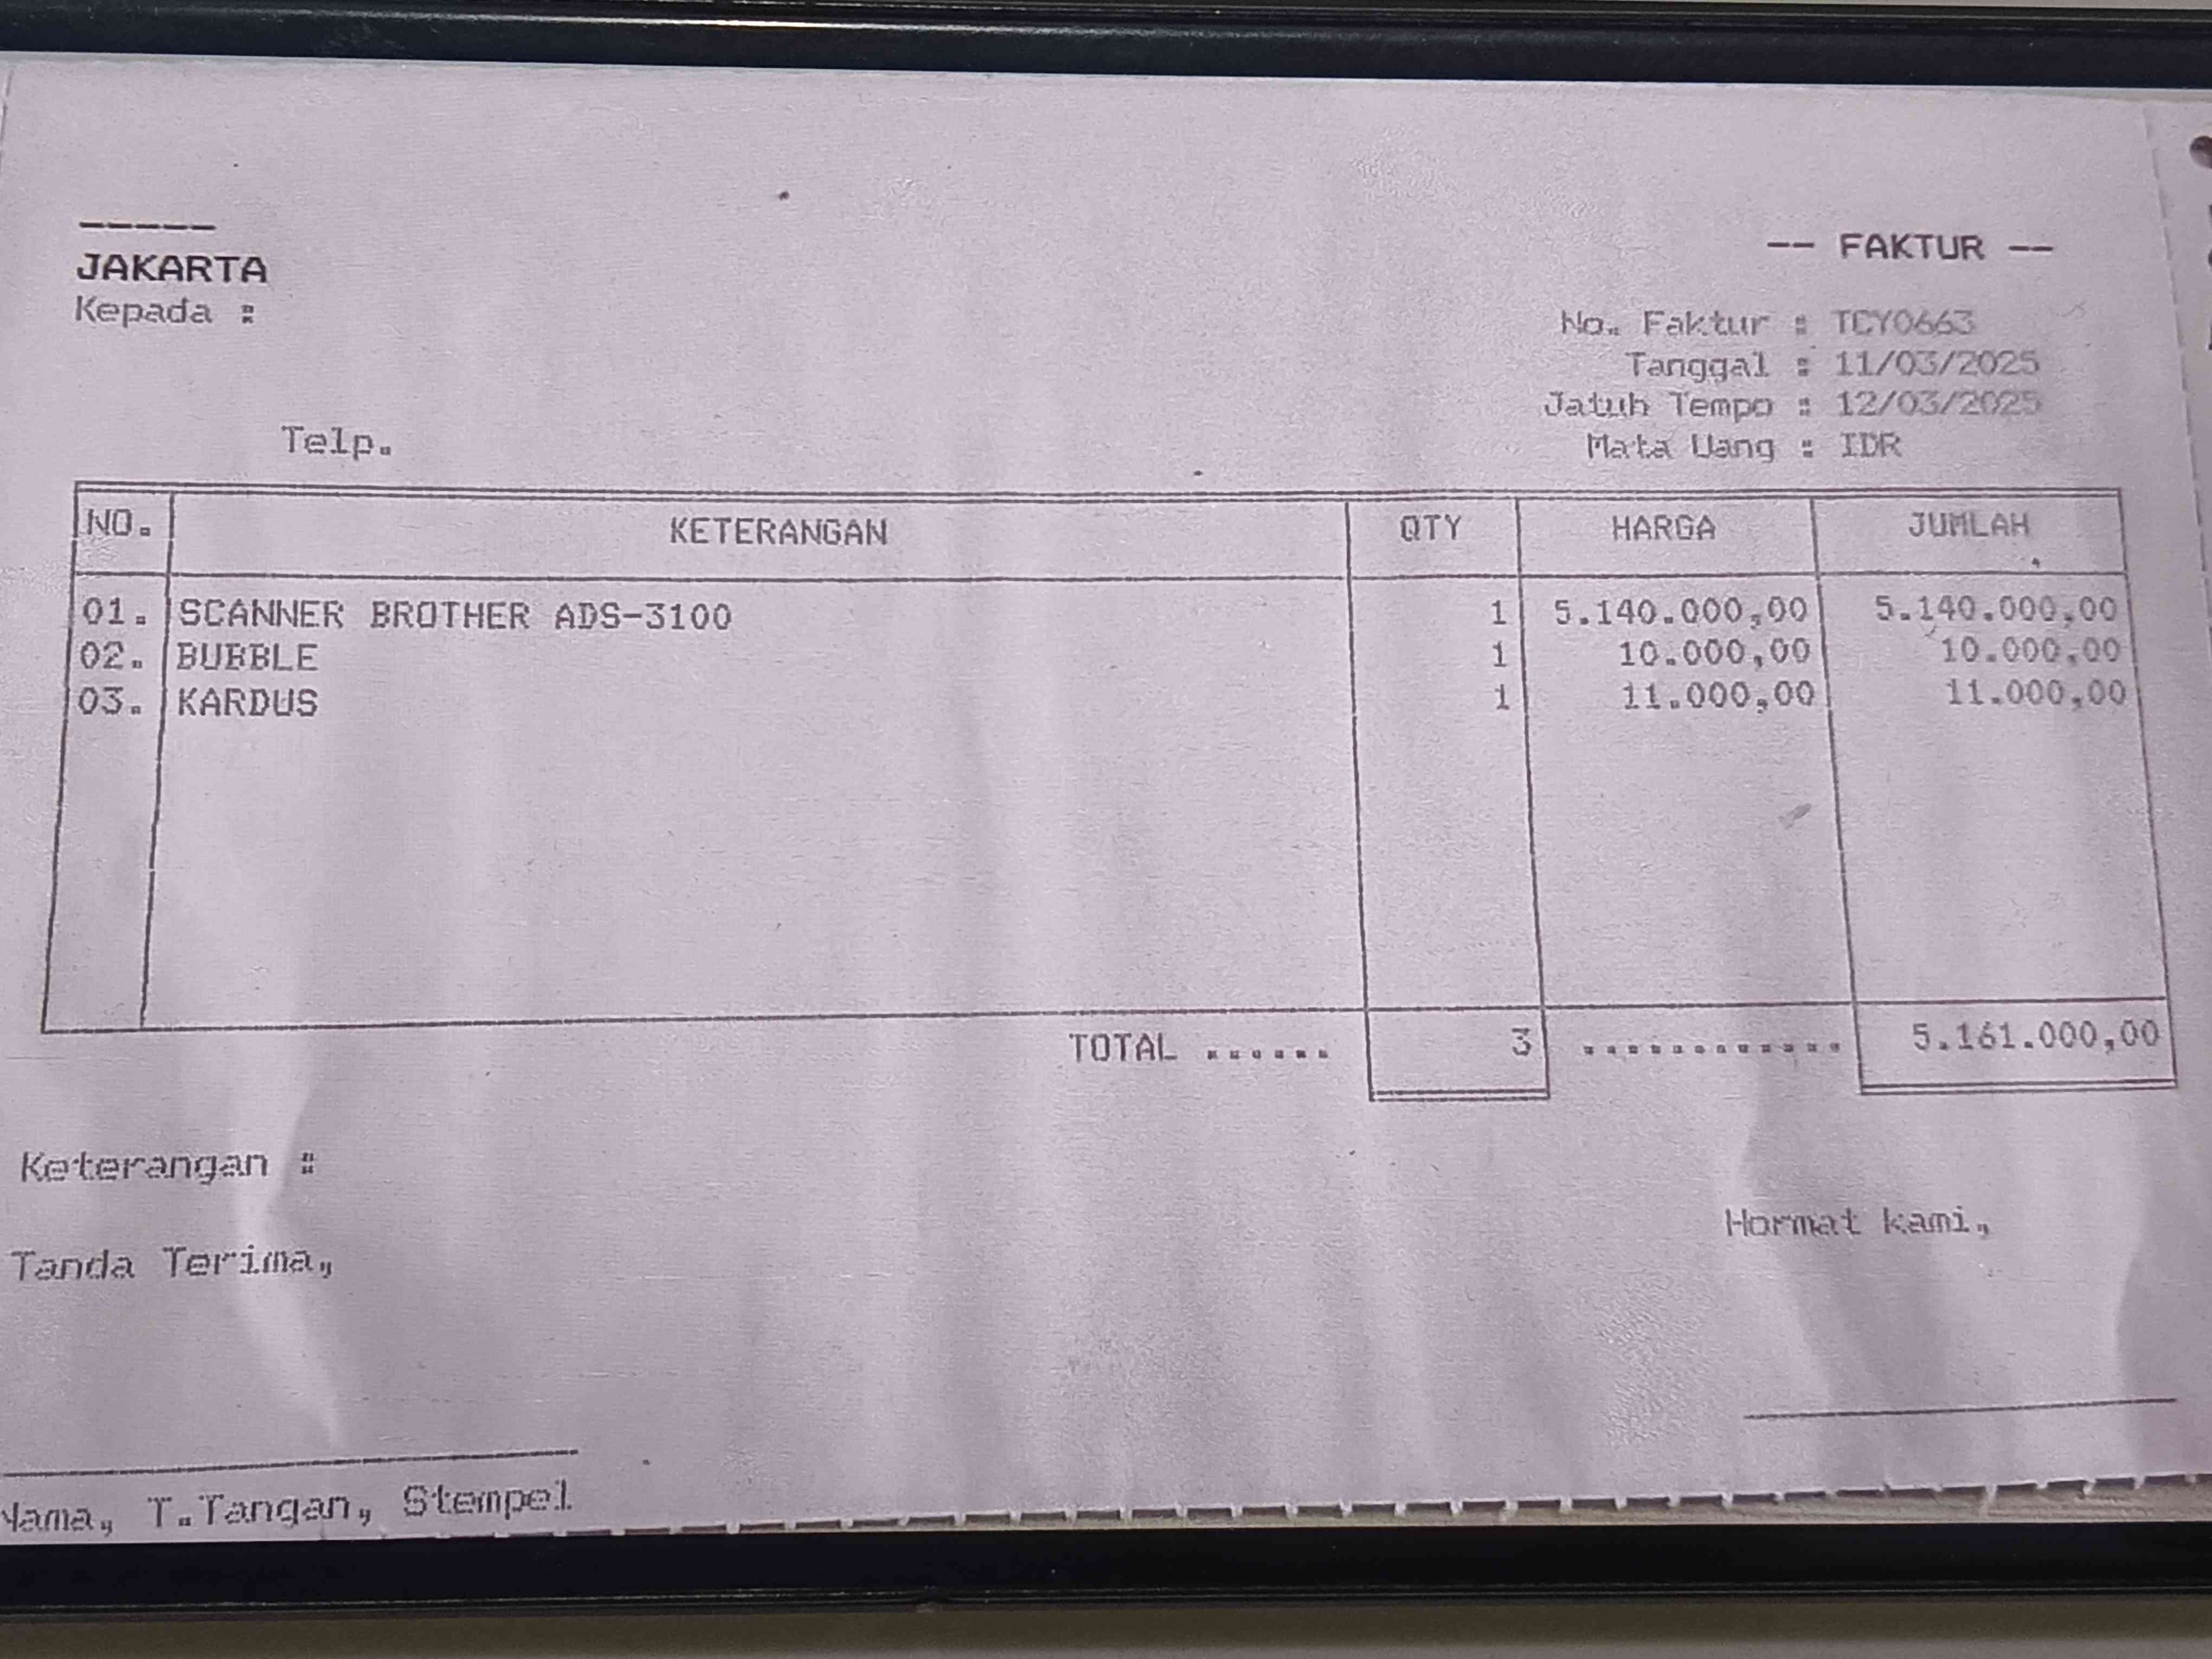 -----
JAKARTA
Kepada :
Telp.
-- FAKTUR --
No. Faktur : TCY0663
Tanggal : 11/03/2025
Jatuh Tempo : 12/03/2025
Mata Uang : IDR
NO. KETERANGAN QTY HARGA JUMLAH
01. SCANNER BROTHER ADS-3100 1 5.140.000,00 5.140.000,00
02. BUBBLE 1 10.000,00 10.000,00
03. KARDUS 1 11.000,00 11.000,00
TOTAL ...... 3 ............ 5.161.000,00
Keterangan :
Tanda Terima,
Hormat kami,
Nama, T.Tangan, Stempel